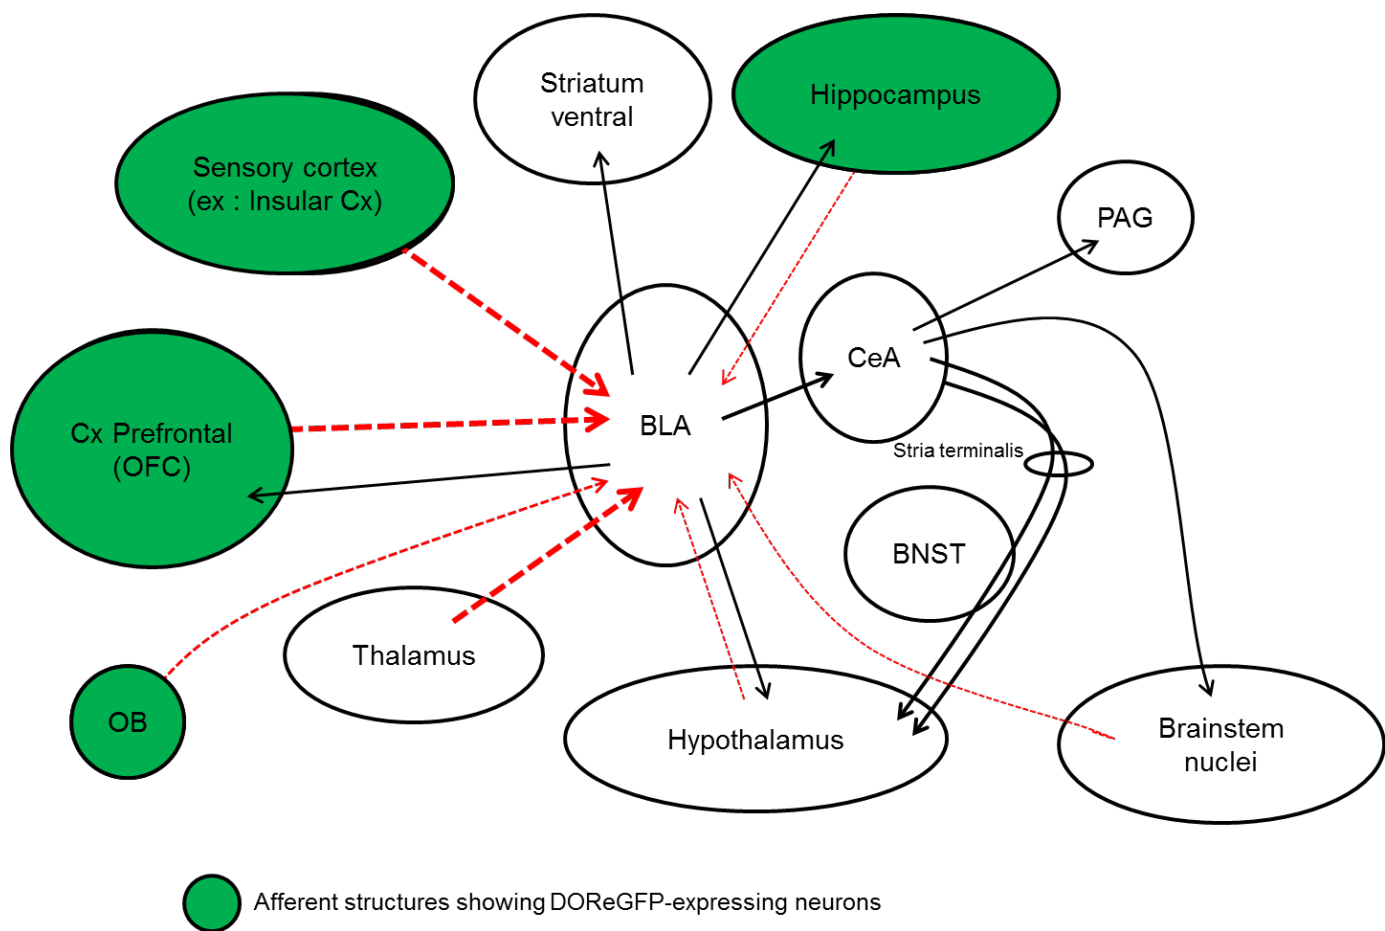 Striatum
ventral
Hippocampus
Sensory cortex
(ex : Insular Cx)
PAG
CeA
Cx Prefrontal
(OFC)
BLA
Stria terminalis
BNST
Thalamus
OB
Hypothalamus
Brainstem
nuclei
Afferent structures showing DOReGFP-expressing neurons